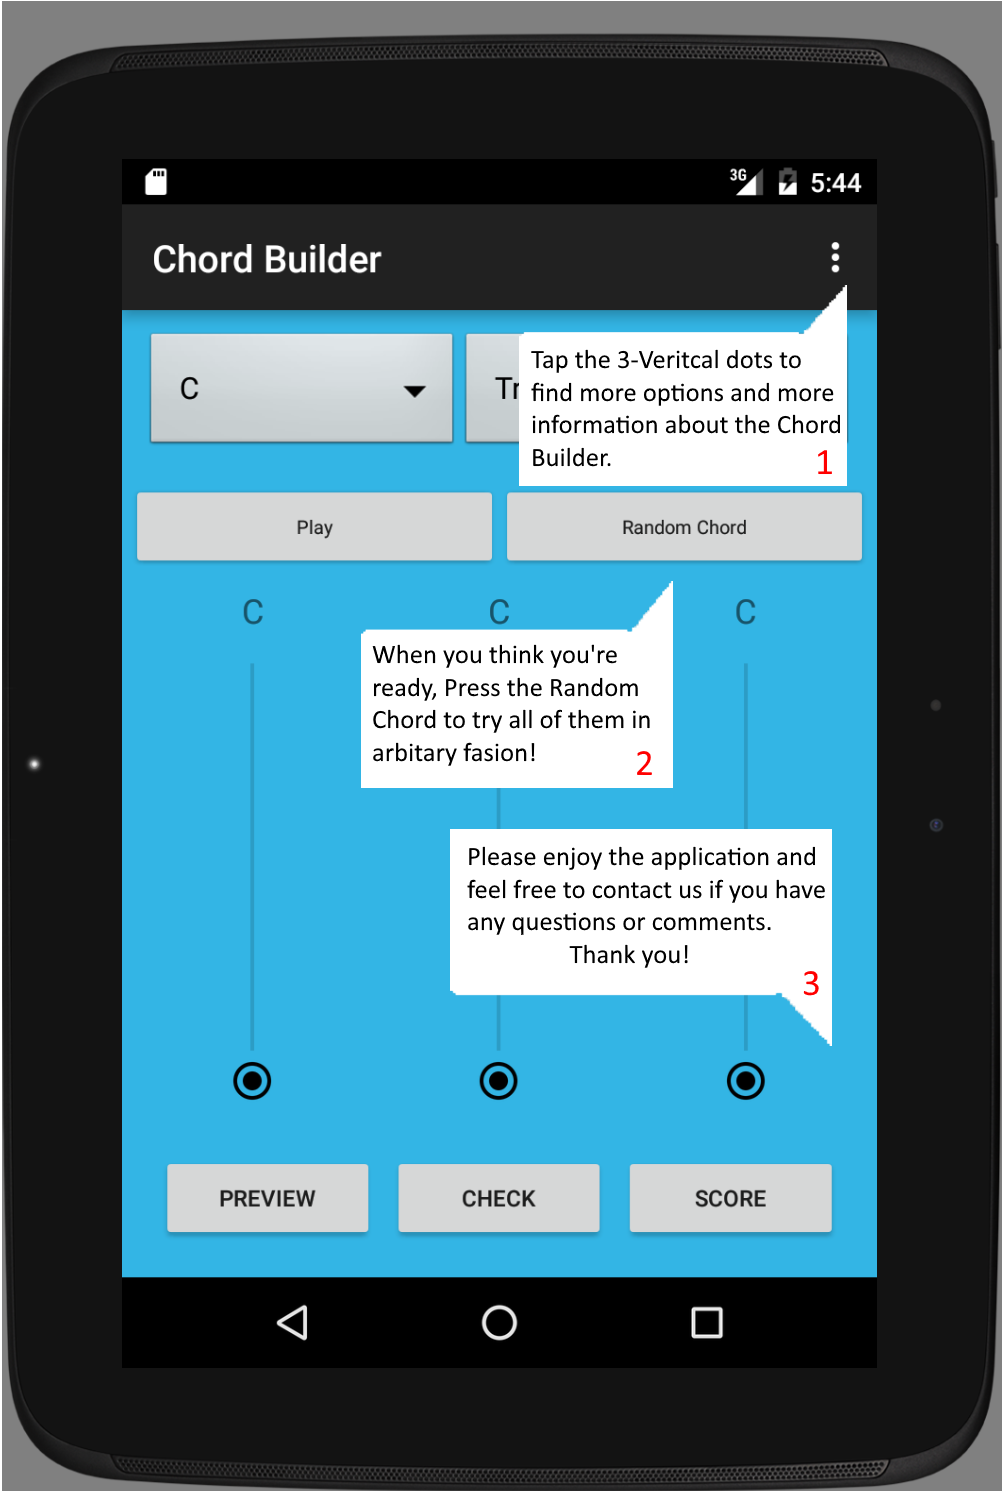 3G 5:44
Chord Builder
C
Tr
Tap the 3-Veritcal dots to
find more options and more
information about the Chord
Builder.
1
Play
Random Chord
C
C
C
When you think you're
ready, Press the Random
Chord to try all of them in
arbitary fasion!
2
Please enjoy the application and
feel free to contact us if you have
any questions or comments.
Thank you!
3
PREVIEW
CHECK
SCORE